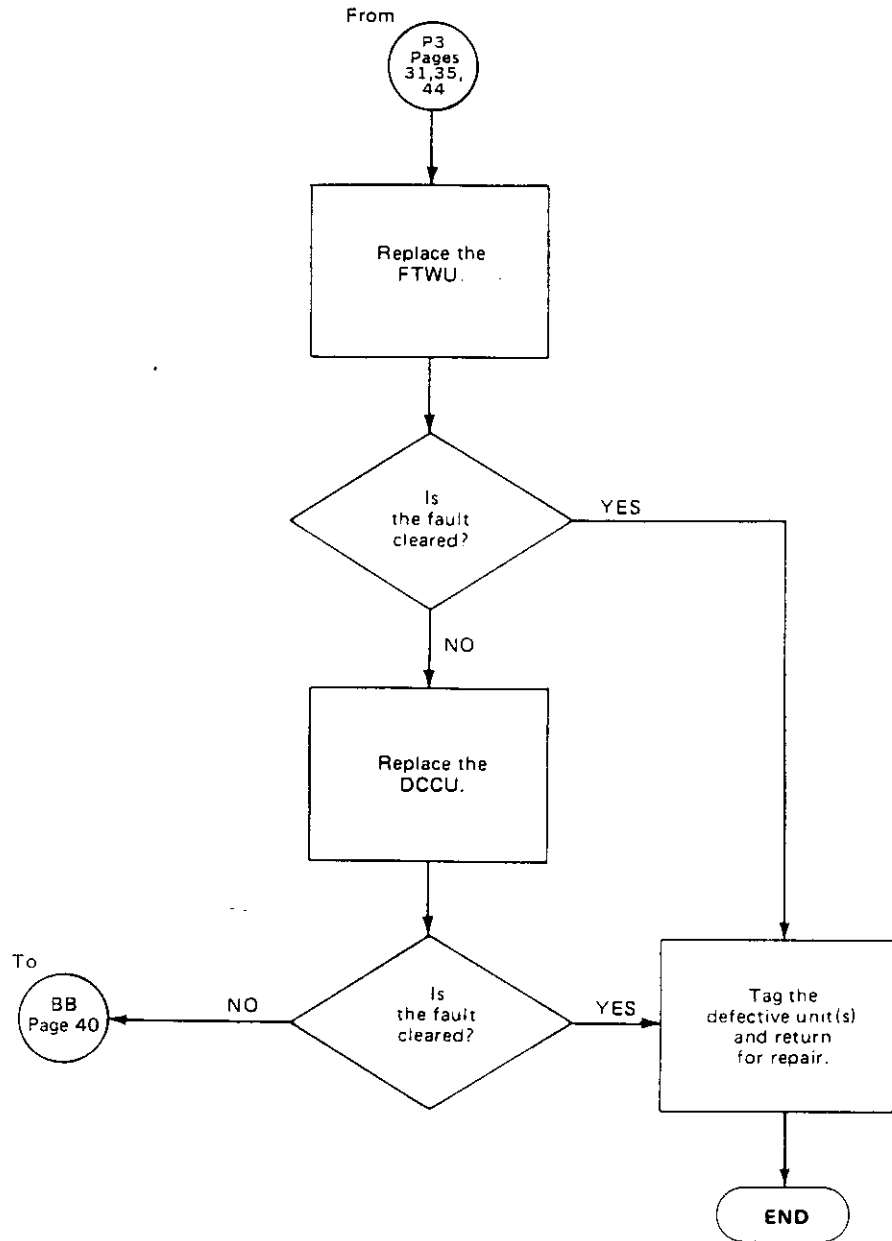 From
P3
Pages
31,35,
44
Replace the
FTWU.
Is
the fault
cleared?
YES
NO
Replace the
DCCU.
To
BB
Page 40
NO
Is
the fault
cleared?
YES
Tag the
defective unit(s)
and return
for repair.
END